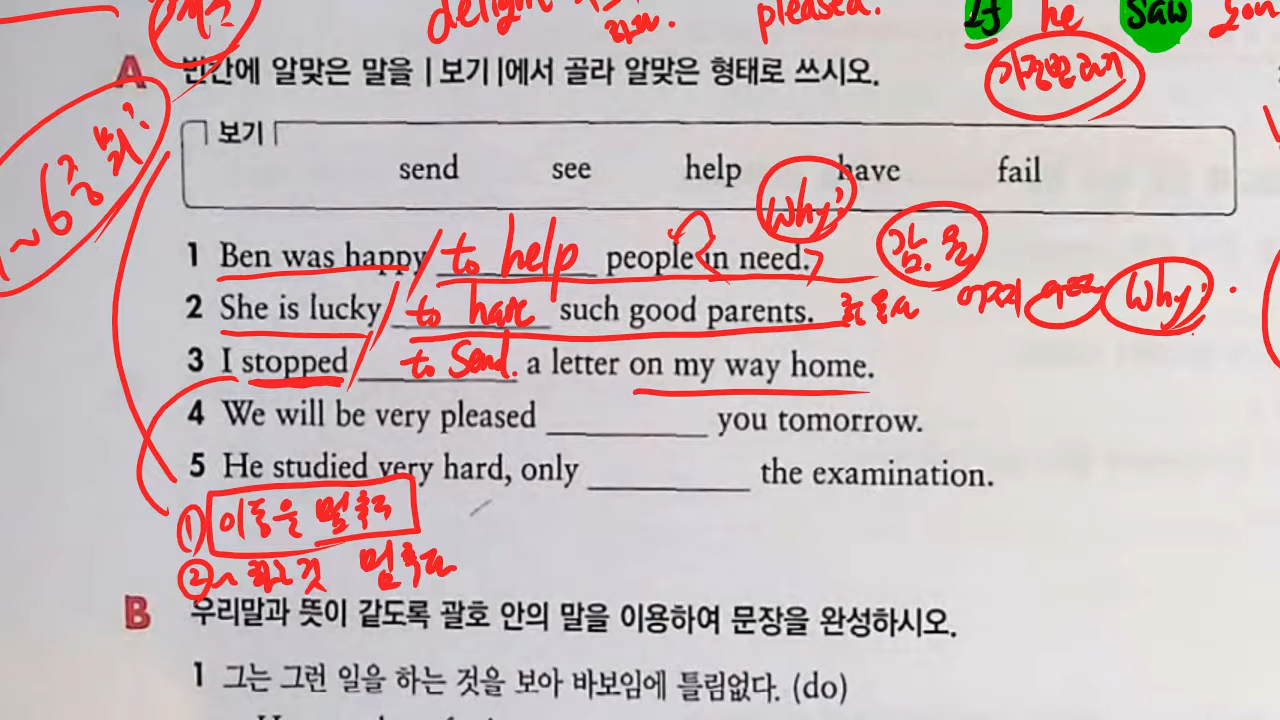 delight
pleased.
If he saw you
A 빈칸에 알맞은 말을 |보기|에서 골라 알맞은 형태로 쓰시오.
보기
send see help have fail
why?
1 Ben was happy to help people in need.
2 She is lucky to have such good parents.
why?
3 I stopped to send a letter on my way home.
4 We will be very pleased ________ you tomorrow.
5 He studied very hard, only ________ the examination.
① 이동을 멈추고
② 멈추다
B 우리말과 뜻이 같도록 괄호 안의 말을 이용하여 문장을 완성하시오.
1 그는 그런 일을 하는 것을 보아 바보임에 틀림없다. (do)